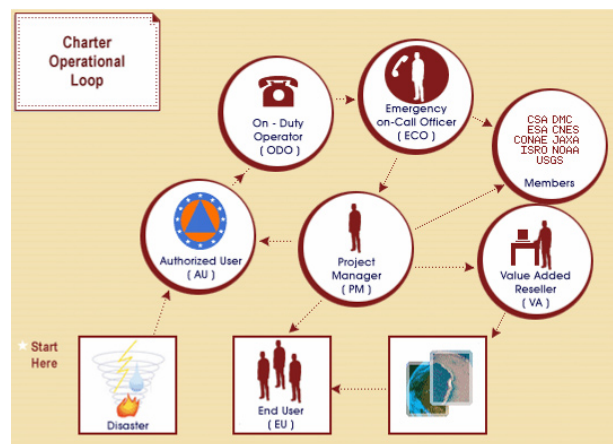 Charter
Operational
Loop
On - Duty
Operator
( ODO )
Emergency
on-Call Officer
( ECO )
CSA DMC
ESA CNES
CONAE JAXA
ISRO NOAA
USGS
Members
Authorized User
( AU )
Project
Manager
( PM )
Value Added
Reseller
( VA )
Start
Here
Disaster
End User
( EU )